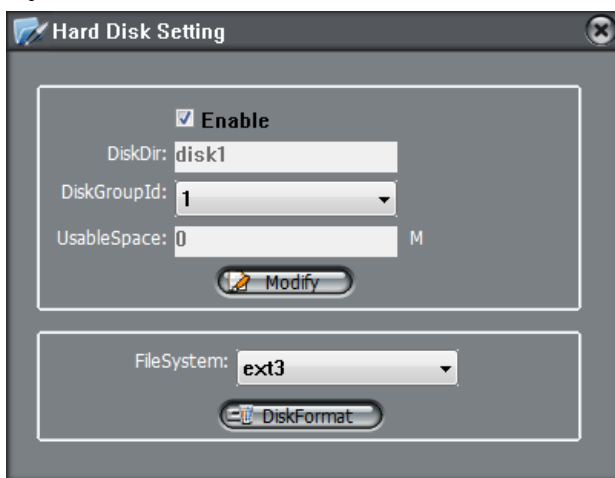 Hard Disk Setting
Enable
DiskDir: disk1
DiskGroupId: 1
UsableSpace: 0 M
Modify
FileSystem: ext3
DiskFormat